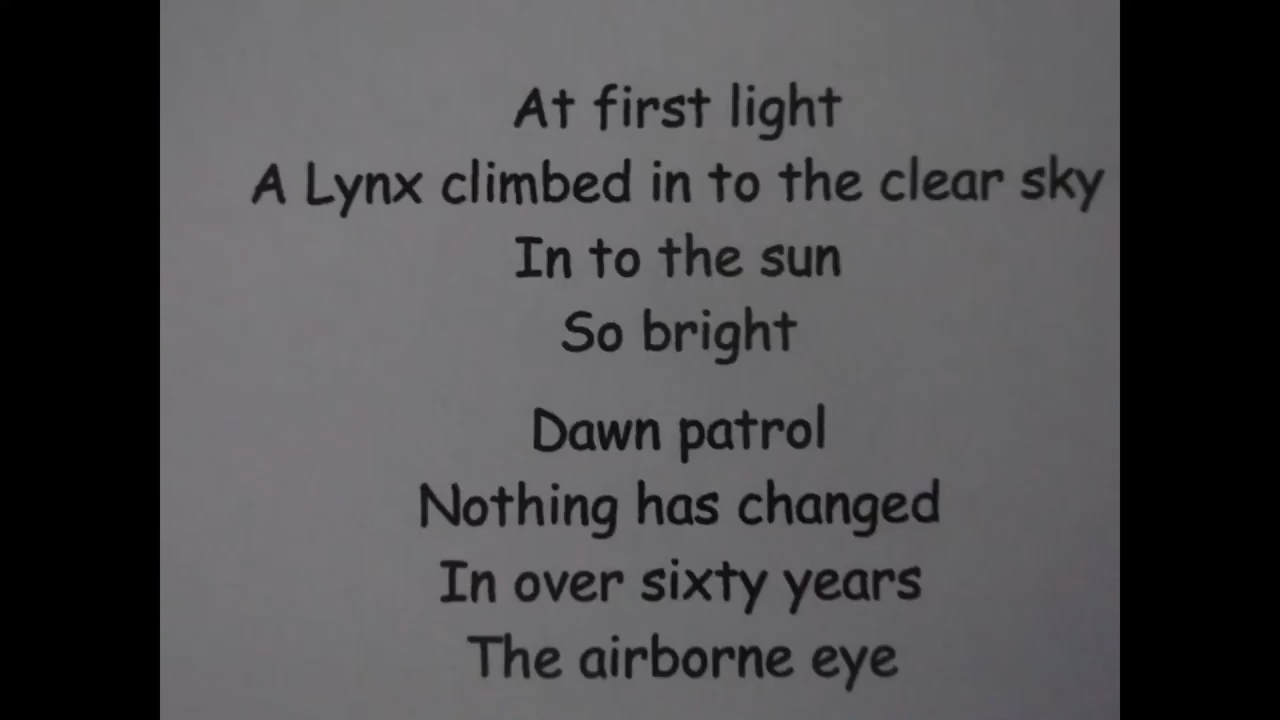 At first light
A Lynx climbed in to the clear sky
In to the sun
So bright
Dawn patrol
Nothing has changed
In over sixty years
The airborne eye